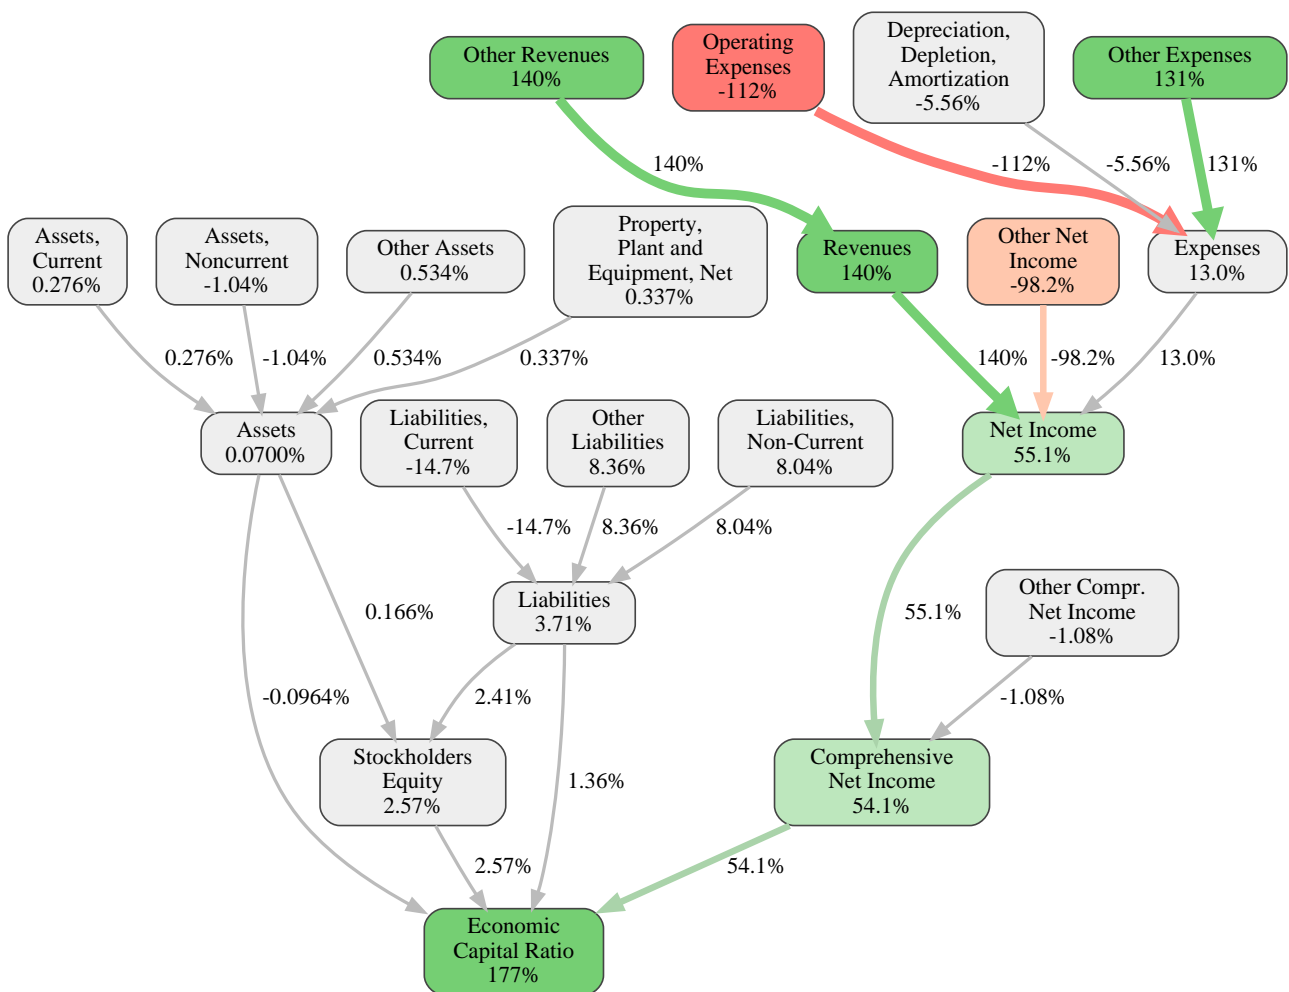 Other Revenues
140%
Operating
Expenses
-112%
Depreciation,
Depletion,
Amortization
-5.56%
Other Expenses
131%
140%
-112%
-5.56%
131%
Assets,
Current
0.276%
Assets,
Noncurrent
-1.04%
Other Assets
0.534%
Property,
Plant and
Equipment, Net
0.337%
Revenues
140%
Other Net
Income
-98.2%
Expenses
13.0%
0.276%
-1.04%
0.534%
0.337%
140%
-98.2%
13.0%
Assets
0.0700%
Liabilities,
Current
-14.7%
Other
Liabilities
8.36%
Liabilities,
Non-Current
8.04%
Net Income
55.1%
-14.7%
8.36%
8.04%
Liabilities
3.71%
0.166%
55.1%
Other Compr.
Net Income
-1.08%
-0.0964%
2.41%
-1.08%
Stockholders
Equity
2.57%
1.36%
Comprehensive
Net Income
54.1%
2.57%
54.1%
Economic
Capital Ratio
177%